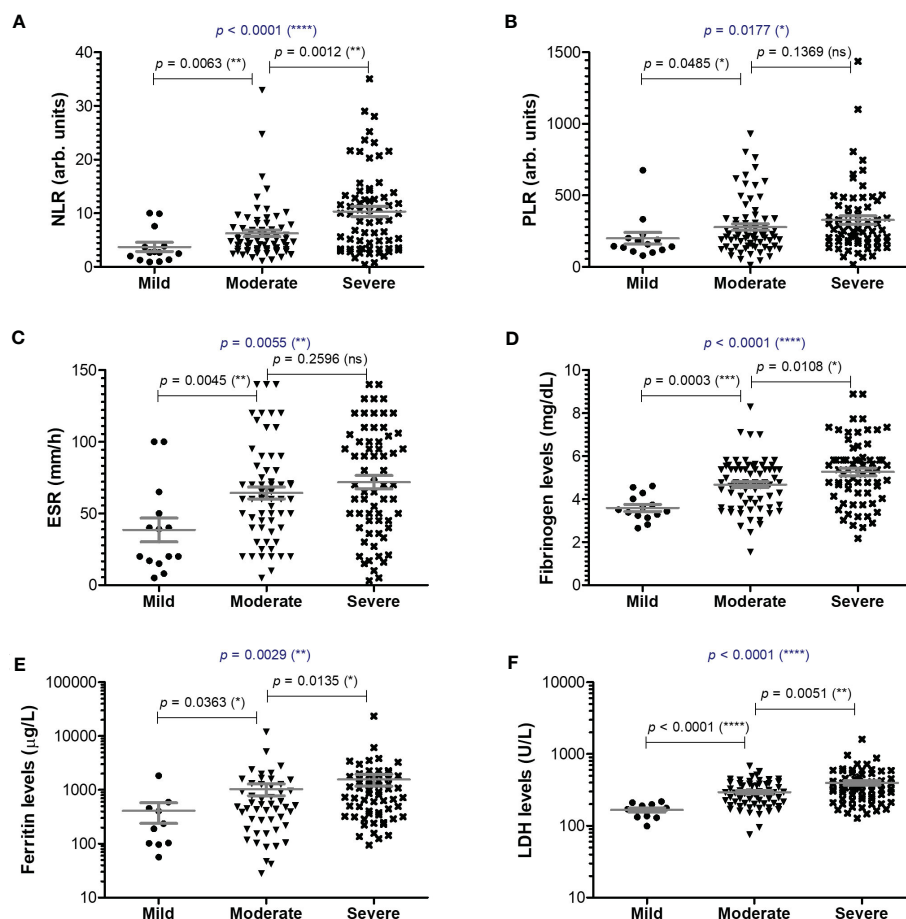 A
p < 0.0001 (****)
p = 0.0012 (**)
p = 0.0063 (**)
NLR (arb. units)
40
30
20
10
0
Mild Moderate Severe
B
p = 0.0177 (*)
p = 0.1369 (ns)
p = 0.0485 (*)
PLR (arb. units)
1500
1000
500
0
Mild Moderate Severe
C
p = 0.0055 (**)
p = 0.2596 (ns)
p = 0.0045 (**)
ESR (mm/h)
150
100
50
0
Mild Moderate Severe
D
p < 0.0001 (****)
p = 0.0108 (*)
p = 0.0003 (***)
Fibrinogen levels (mg/dL)
10
8
6
4
2
0
Mild Moderate Severe
E
p = 0.0029 (**)
p = 0.0135 (*)
p = 0.0363 (*)
Ferritin levels (µg/L)
100000
10000
1000
100
10
Mild Moderate Severe
F
p < 0.0001 (****)
p = 0.0051 (**)
p < 0.0001 (****)
LDH levels (U/L)
10000
1000
100
10
Mild Moderate Severe